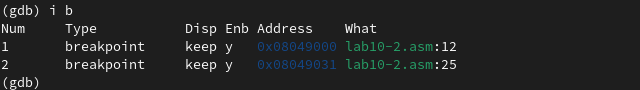 (gdb) i b
Num     Type           Disp Enb Address    What
1       breakpoint     keep y   0x08049000 lab10-2.asm:12
2       breakpoint     keep y   0x08049031 lab10-2.asm:25
(gdb)